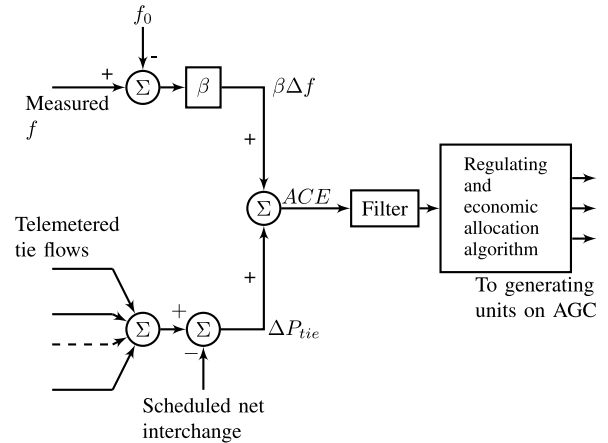 f₀
-
+
Σ
β
βΔf
Measured
f
+
Σ
ACE
Filter
Regulating
and
economic
allocation
algorithm
Telemetered
tie flows
+
To generating
units on AGC
Σ
+
Σ
ΔP_tie
−
Scheduled net
interchange